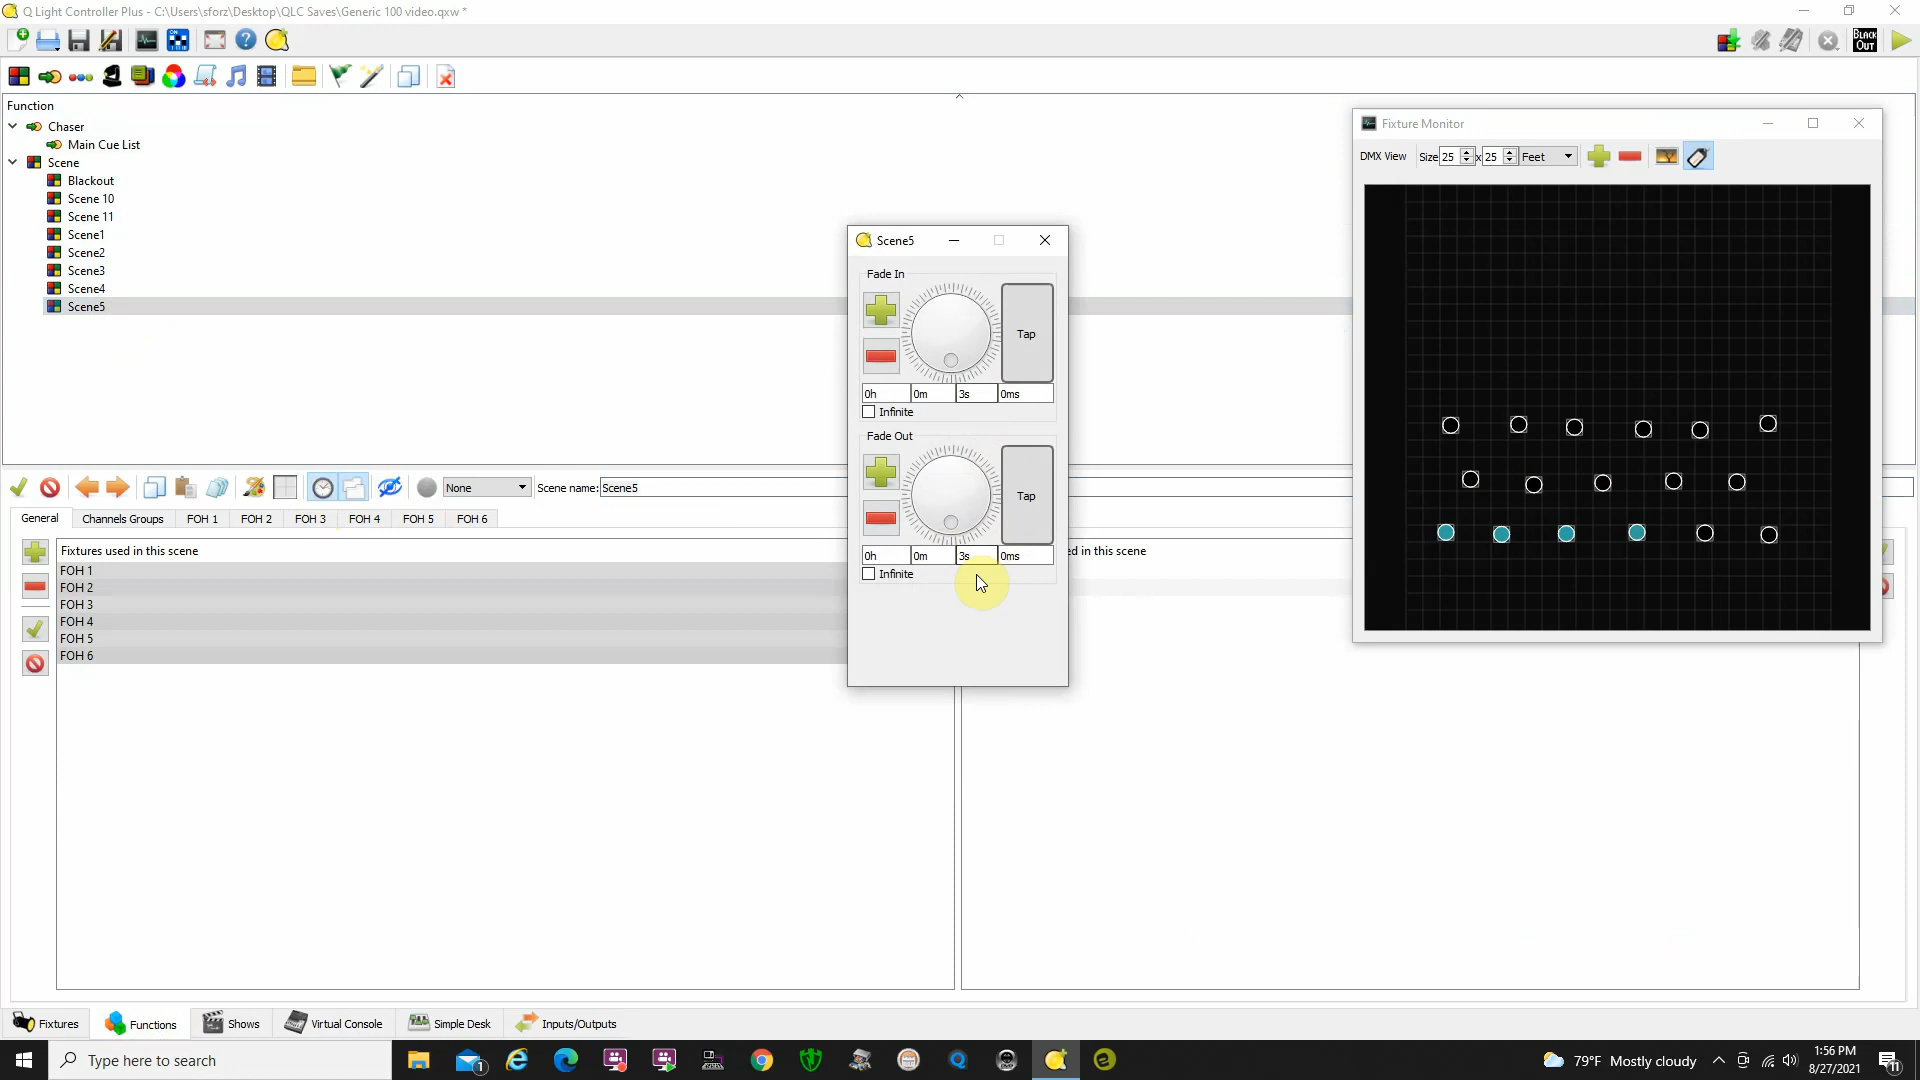 Q Light Controller Plus - C:\Users\sforz\Desktop\QLC Saves\Generic 100 video.qxw *
BLACK OUT
Function
Chaser
Main Cue List
Scene
Blackout
Scene 10
Scene 11
Scene1
Scene2
Scene3
Scene4
Scene5
Fixture Monitor
DMX View Size 25 x 25 Feet
Scene5
Fade In
Tap
0h 0m 3s 0ms
Infinite
Fade Out
Tap
0h 0m 3s 0ms
Infinite
None Scene name: Scene5
General Channels Groups FOH 1 FOH 2 FOH 3 FOH 4 FOH 5 FOH 6
Fixtures used in this scene
ed in this scene
FOH 1
FOH 2
FOH 3
FOH 4
FOH 5
FOH 6
Fixtures Functions Shows Virtual Console Simple Desk Inputs/Outputs
Type here to search
1
79°F Mostly cloudy
1:56 PM
8/27/2021
11